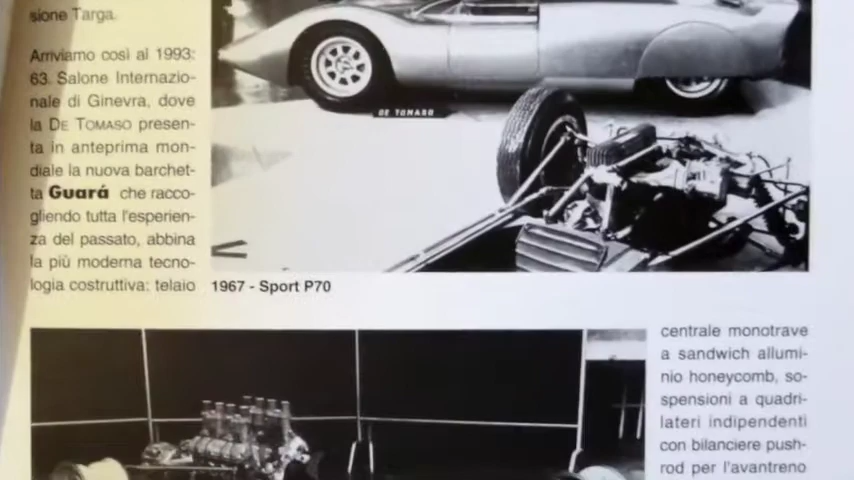 sione Targa.
Arriviamo così al 1993:
63. Salone Internazio-
nale di Ginevra, dove
la DE TOMASO presen-
ta in anteprima mon-
diale la nuova barchet-
ta Guará che racco-
gliendo tutta l'esperien-
za del passato, abbina
la più moderna tecno-
logia costruttiva: telaio
DE TOMASO
1967 - Sport P70
centrale monotrave
a sandwich allumi-
nio honeycomb, so-
spensioni a quadri-
lateri indipendenti
con bilanciere push-
rod per l'avantreno